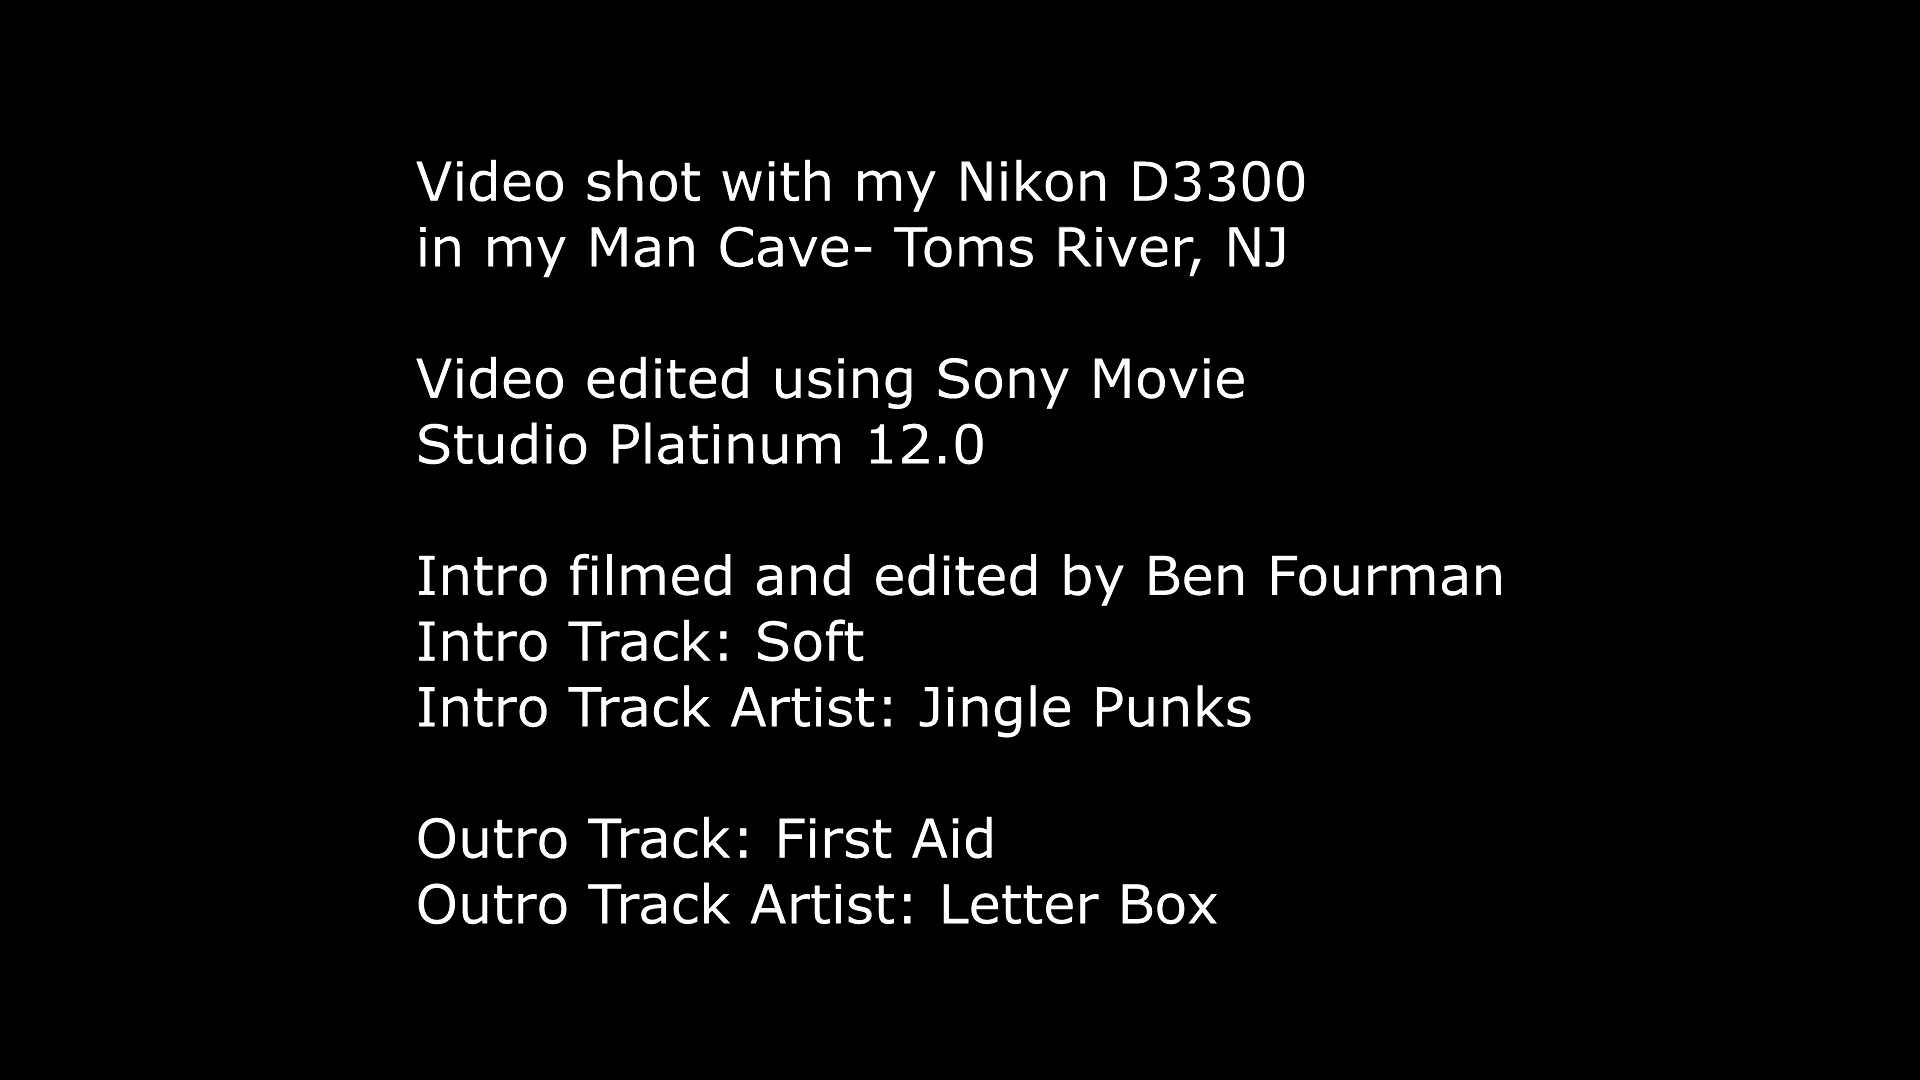 Video shot with my Nikon D3300
in my Man Cave- Toms River, NJ
Video edited using Sony Movie
Studio Platinum 12.0
Intro filmed and edited by Ben Fourman
Intro Track: Soft
Intro Track Artist: Jingle Punks
Outro Track: First Aid
Outro Track Artist: Letter Box